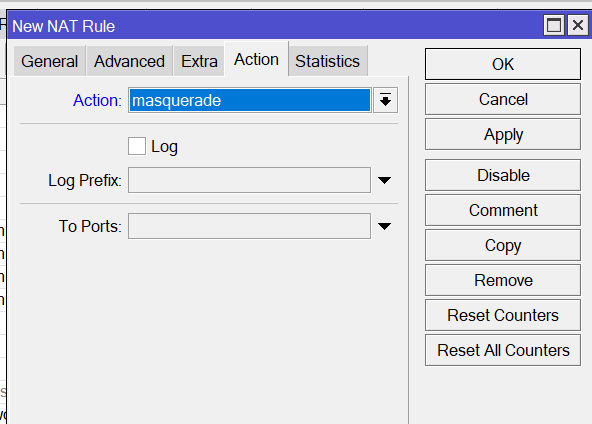 New NAT Rule
General Advanced Extra Action Statistics
Action: masquerade
Log
Log Prefix:
To Ports:
OK
Cancel
Apply
Disable
Comment
Copy
Remove
Reset Counters
Reset All Counters